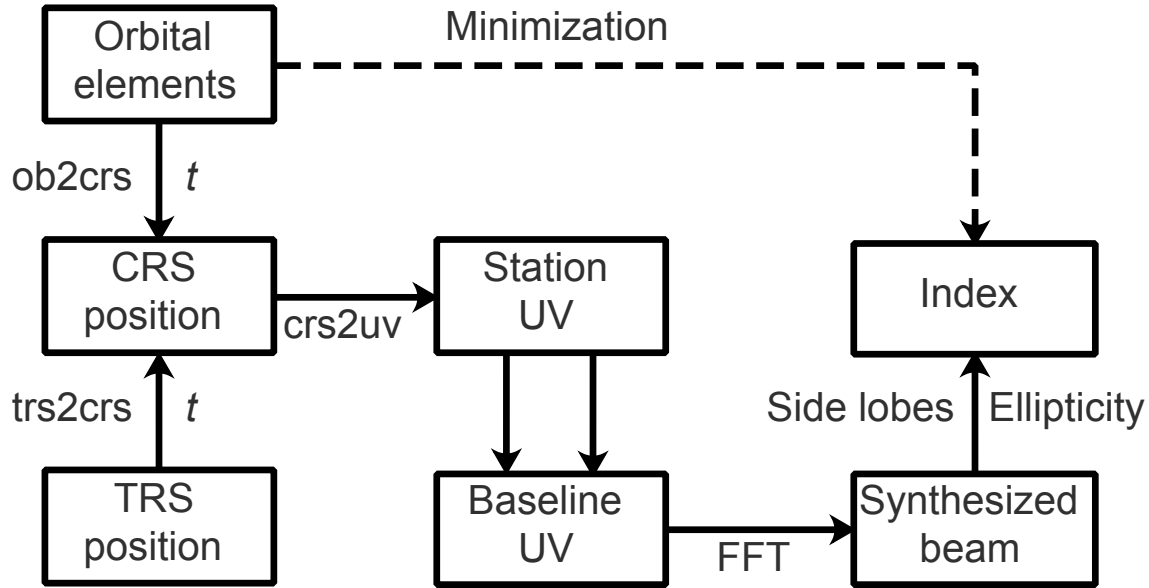 Orbital
elements
Minimization
ob2crs t
CRS
position
crs2uv
Station
UV
Index
trs2crs t
Side lobes Ellipticity
TRS
position
Baseline
UV
FFT
Synthesized
beam